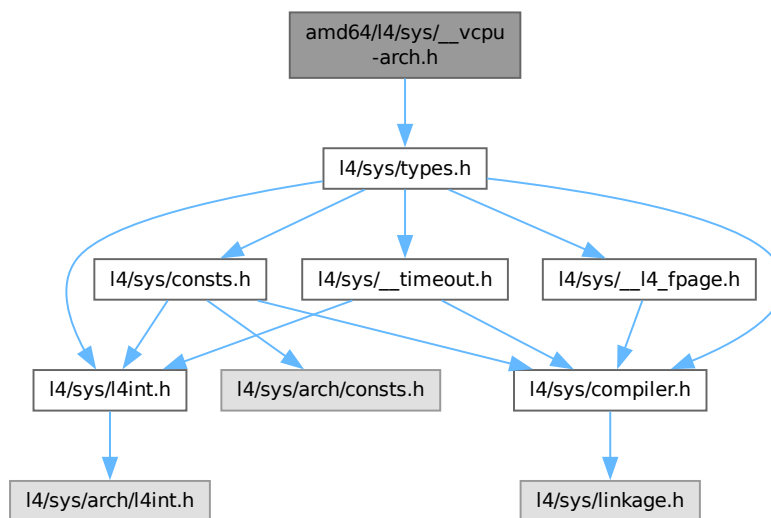 amd64/l4/sys/__vcpu
-arch.h
l4/sys/types.h
l4/sys/consts.h
l4/sys/__timeout.h
l4/sys/__l4_fpage.h
l4/sys/l4int.h
l4/sys/arch/consts.h
l4/sys/compiler.h
l4/sys/arch/l4int.h
l4/sys/linkage.h